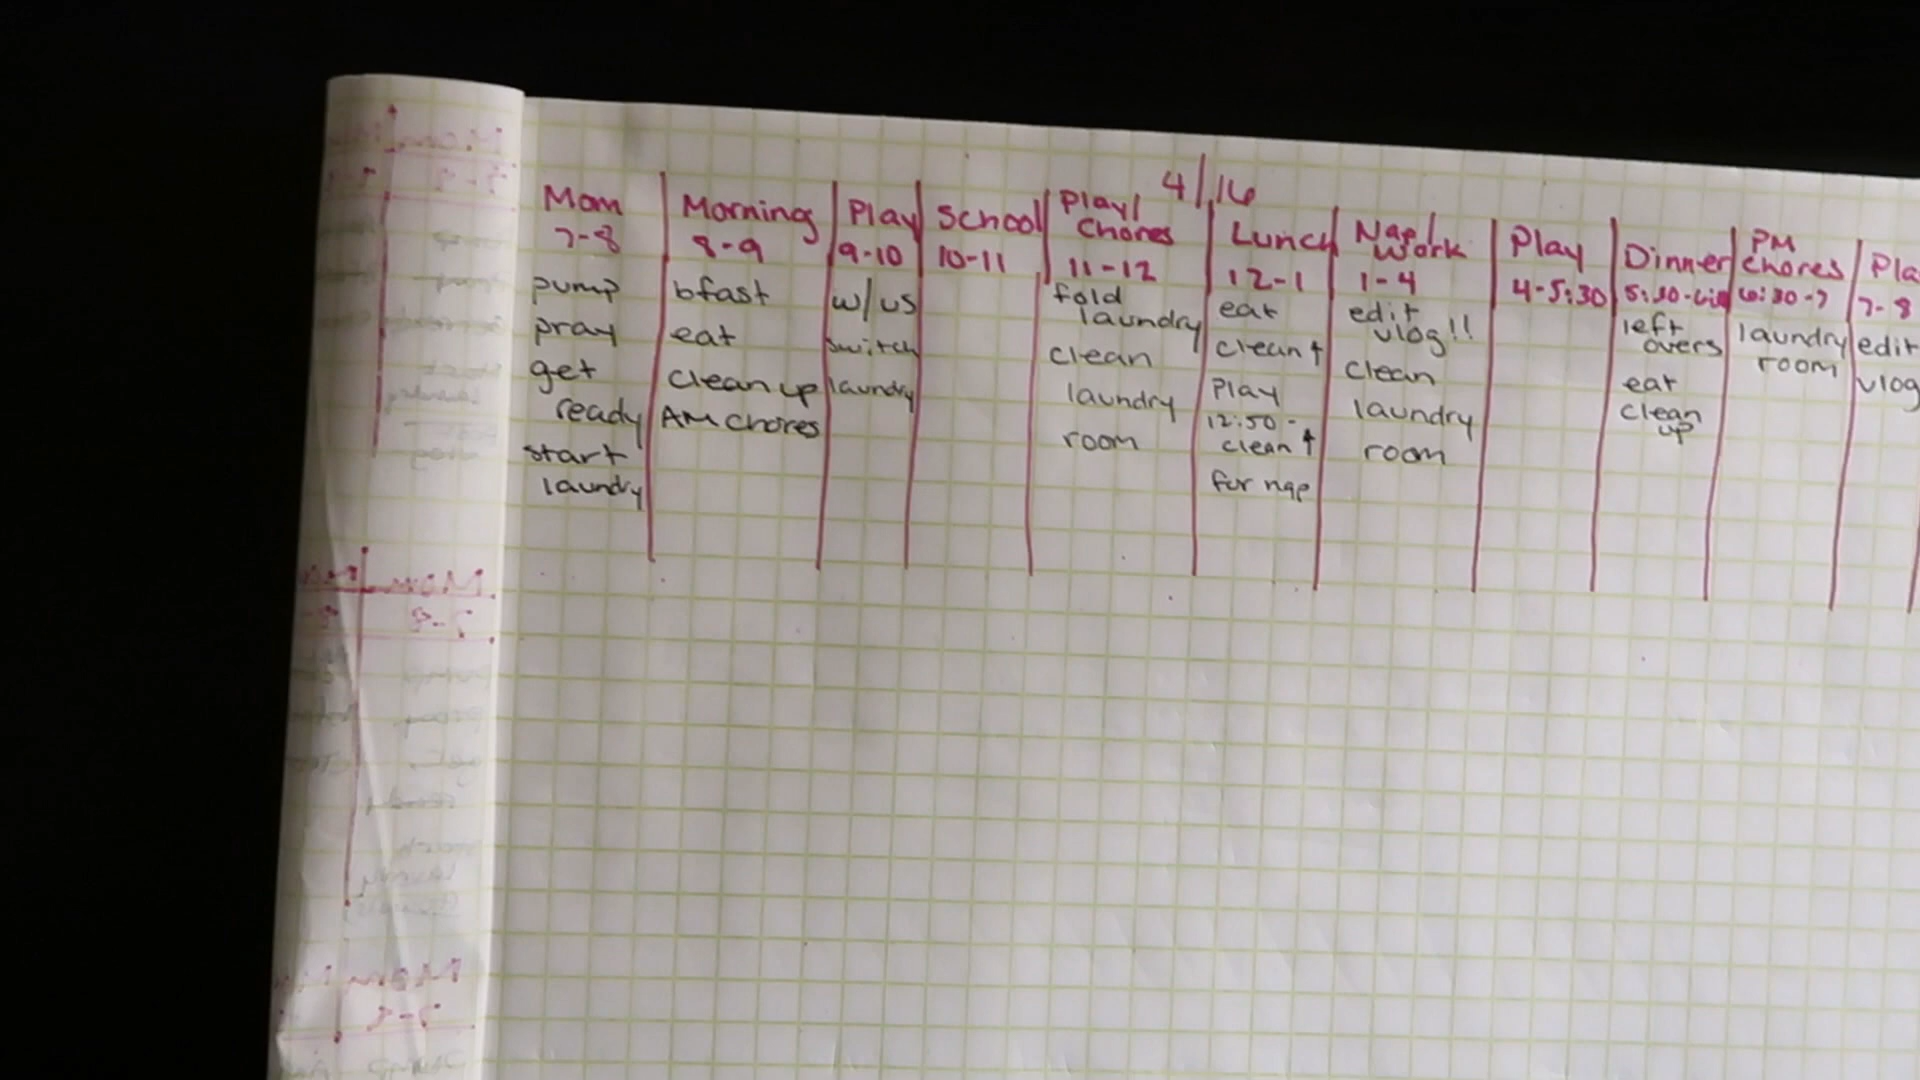 4/16
Mom
7-8
pump
pray
get
ready
start
laundry
Morning
8-9
bfast
eat
clean up
AM chores
Play
9-10
w/us
switch
laundry
School
10-11
Play/
Chores
11-12
fold
laundry
clean
laundry
room
Lunch
12-1
eat
clean ↑
Play
12:50-
clean ↑
for nap
Nap/
Work
1-4
edit
vlog!!
clean
laundry
room
Play
4-5:30
Dinner
left
overs
eat
clean
up
PM
Chores
6:30-7
laundry
room
Pla
7-8
edit
vlog